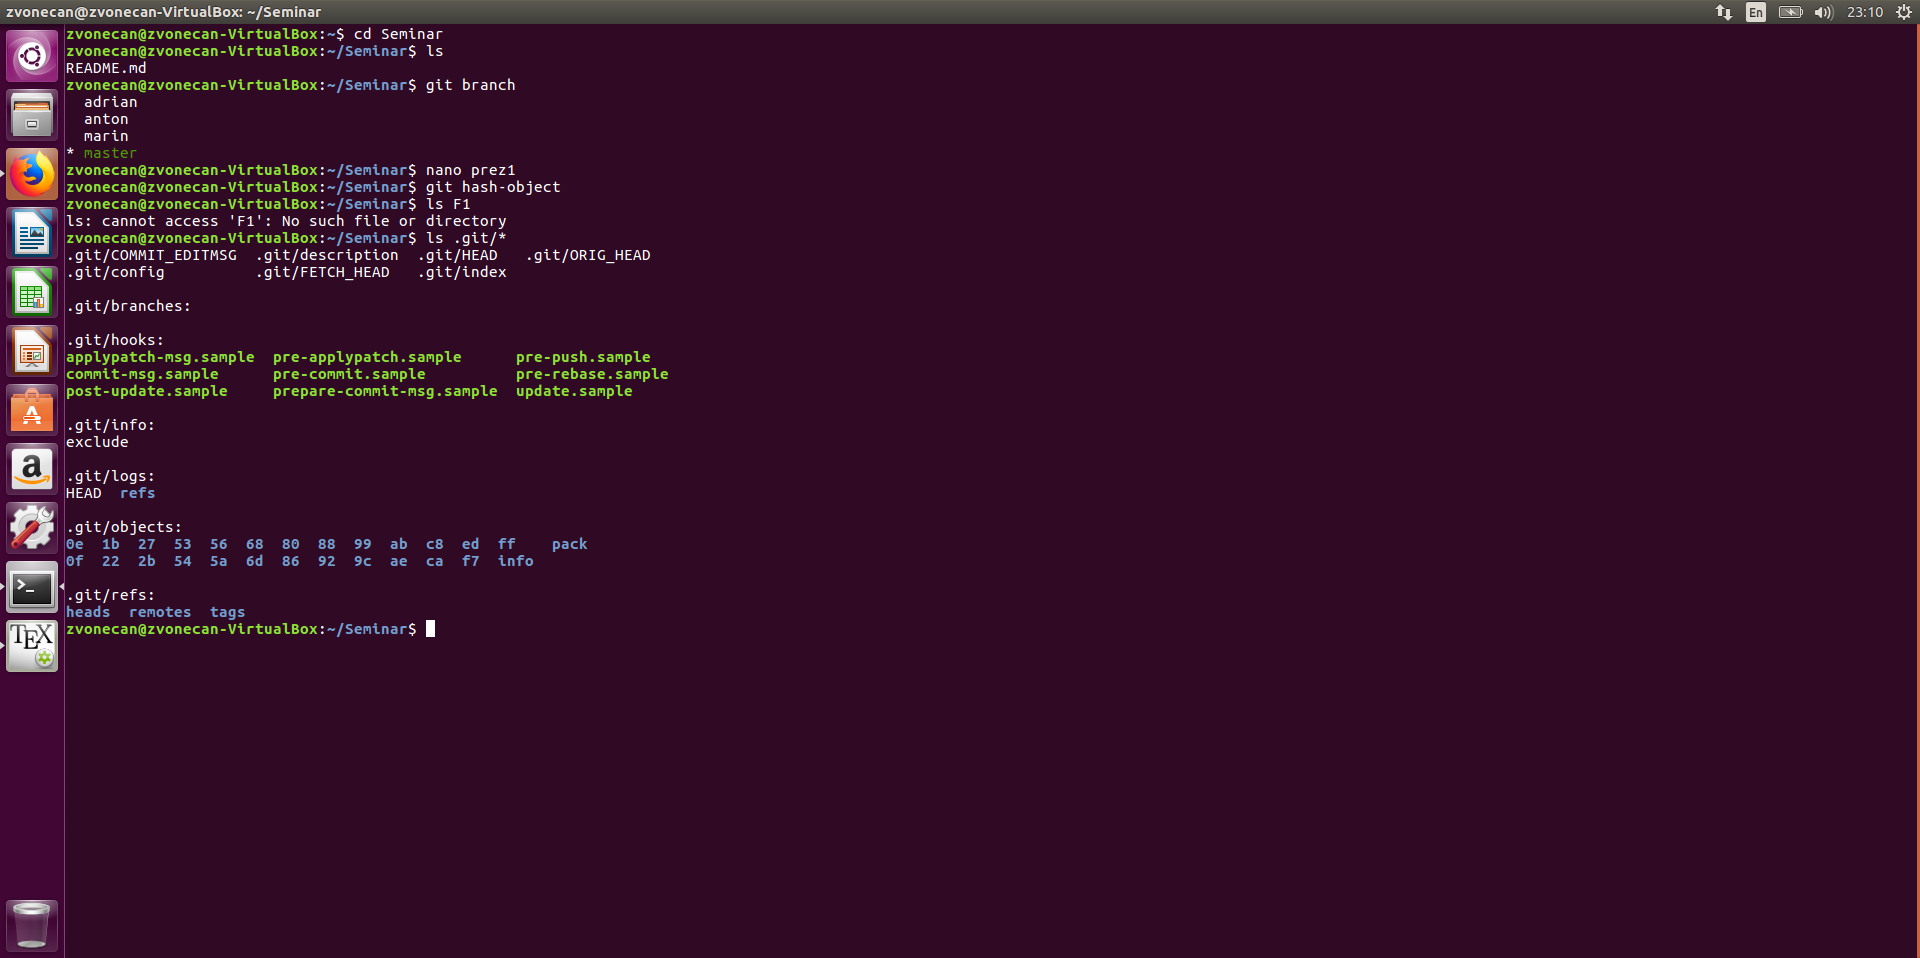 zvonecan@zvonecan-VirtualBox: ~/Seminar
En
23:10
zvonecan@zvonecan-VirtualBox:~$ cd Seminar
zvonecan@zvonecan-VirtualBox:~/Seminar$ ls
README.md
zvonecan@zvonecan-VirtualBox:~/Seminar$ git branch
  adrian
  anton
  marin
* master
zvonecan@zvonecan-VirtualBox:~/Seminar$ nano prez1
zvonecan@zvonecan-VirtualBox:~/Seminar$ git hash-object
zvonecan@zvonecan-VirtualBox:~/Seminar$ ls F1
ls: cannot access 'F1': No such file or directory
zvonecan@zvonecan-VirtualBox:~/Seminar$ ls .git/*
.git/COMMIT_EDITMSG  .git/description  .git/HEAD   .git/ORIG_HEAD
.git/config          .git/FETCH_HEAD   .git/index
.git/branches:
.git/hooks:
applypatch-msg.sample  pre-applypatch.sample      pre-push.sample
commit-msg.sample      pre-commit.sample          pre-rebase.sample
post-update.sample     prepare-commit-msg.sample  update.sample
.git/info:
exclude
.git/logs:
HEAD  refs
.git/objects:
0e  1b  27  53  56  68  80  88  99  ab  c8  ed  ff    pack
0f  22  2b  54  5a  6d  86  92  9c  ae  ca  f7  info
.git/refs:
heads  remotes  tags
zvonecan@zvonecan-VirtualBox:~/Seminar$
A
a
>_
TEX